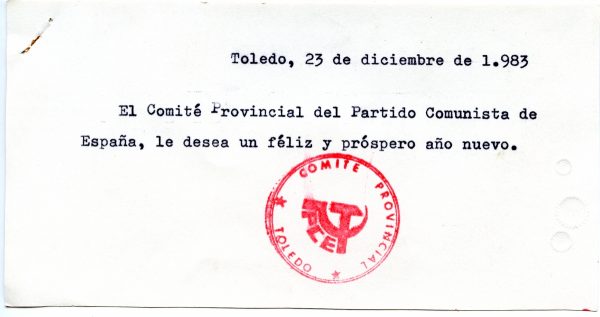 Toledo, 23 de diciembre de 1.983
El Comité Provincial del Partido Comunista de
España, le desea un féliz y próspero año nuevo.
COMITE PROVINCIAL
PCE
TOLEDO